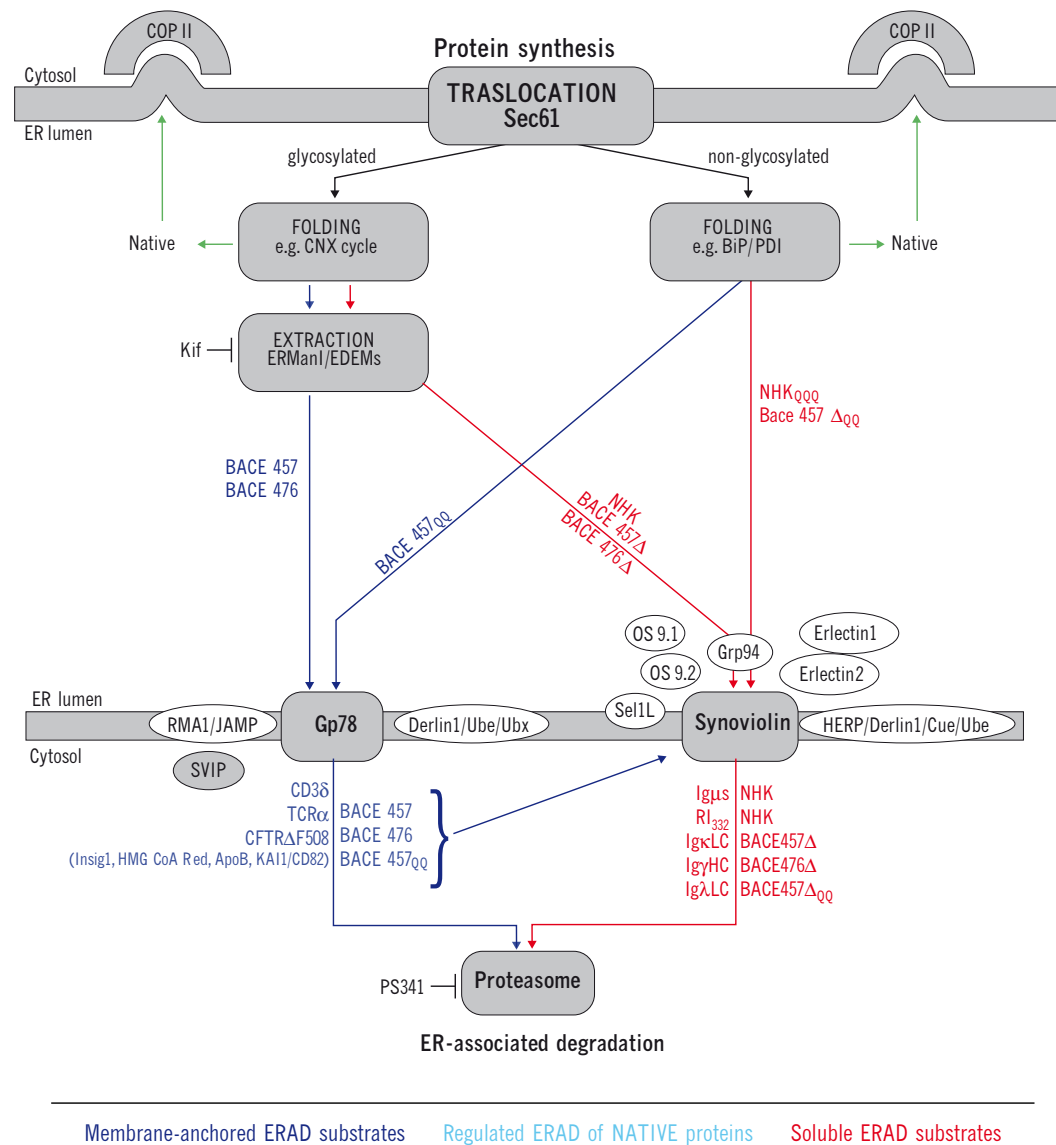 COP II
COP II
Protein synthesis
Cytosol
TRASLOCATION
Sec61
ER lumen
glycosylated
non-glycosylated
FOLDING
e.g. CNX cycle
FOLDING
e.g. BiP/PDI
Native
Native
Kif
EXTRACTION
ERManI/EDEMs
NHKQQQ
Bace 457 ΔQQ
BACE 457
BACE 476
BACE 457QQ
NHK
BACE 457Δ
BACE 476Δ
OS 9.1
OS 9.2
Grp94
Erlectin1
Erlectin2
Sel1L
ER lumen
RMA1/JAMP
Gp78
Derlin1/Ube/Ubx
Synoviolin
HERP/Derlin1/Cue/Ube
Cytosol
SVIP
CD3δ
TCRα BACE 457
CFTRΔF508 BACE 476
(Insig1, HMG CoA Red, ApoB, KAI1/CD82) BACE 457QQ
Igμs NHK
RI332 NHK
IgκLC BACE457Δ
IgγHC BACE476Δ
IgλLC BACE457ΔQQ
PS341
Proteasome
ER-associated degradation
Membrane-anchored ERAD substrates Regulated ERAD of NATIVE proteins Soluble ERAD substrates